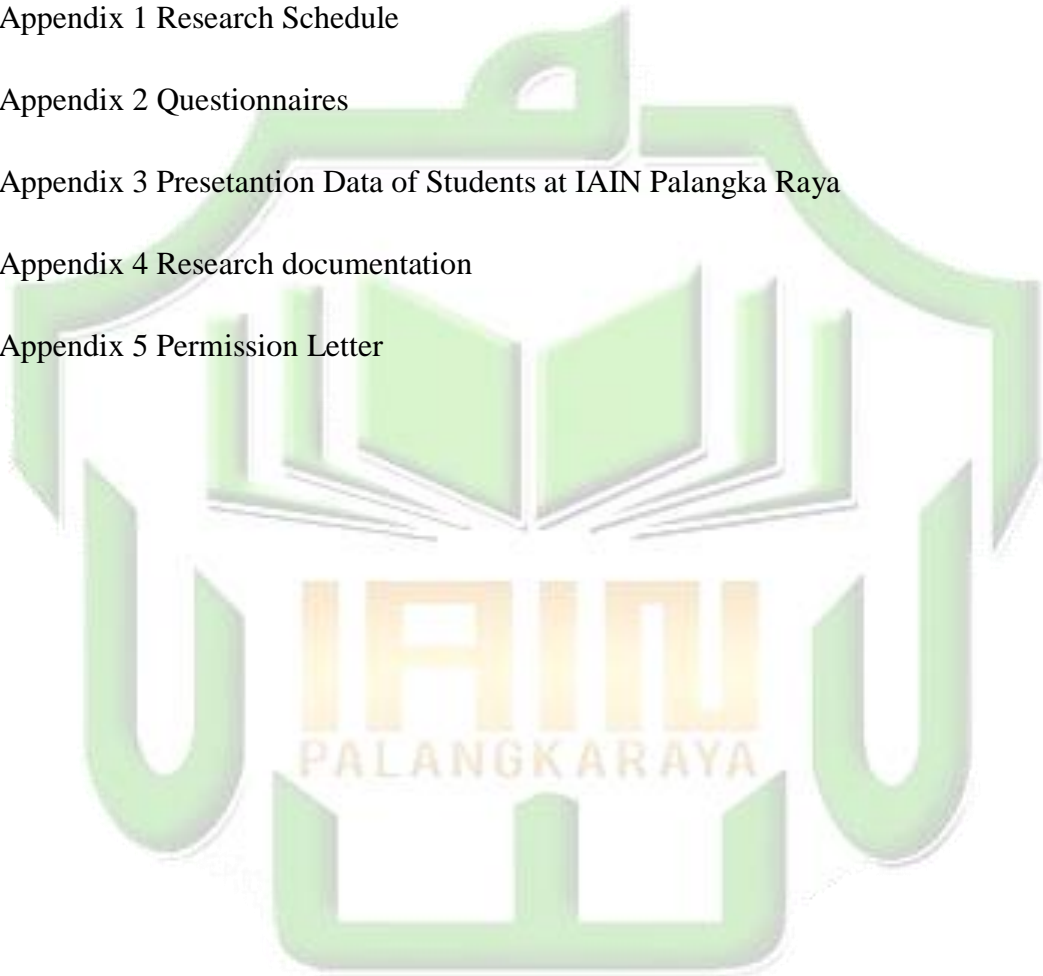 Appendix 1 Research Schedule
Appendix 2 Questionnaires
Appendix 3 Presetantion Data of Students at IAIN Palangka Raya
Appendix 4 Research documentation
Appendix 5 Permission Letter
IAIN
PALANGKARAYA